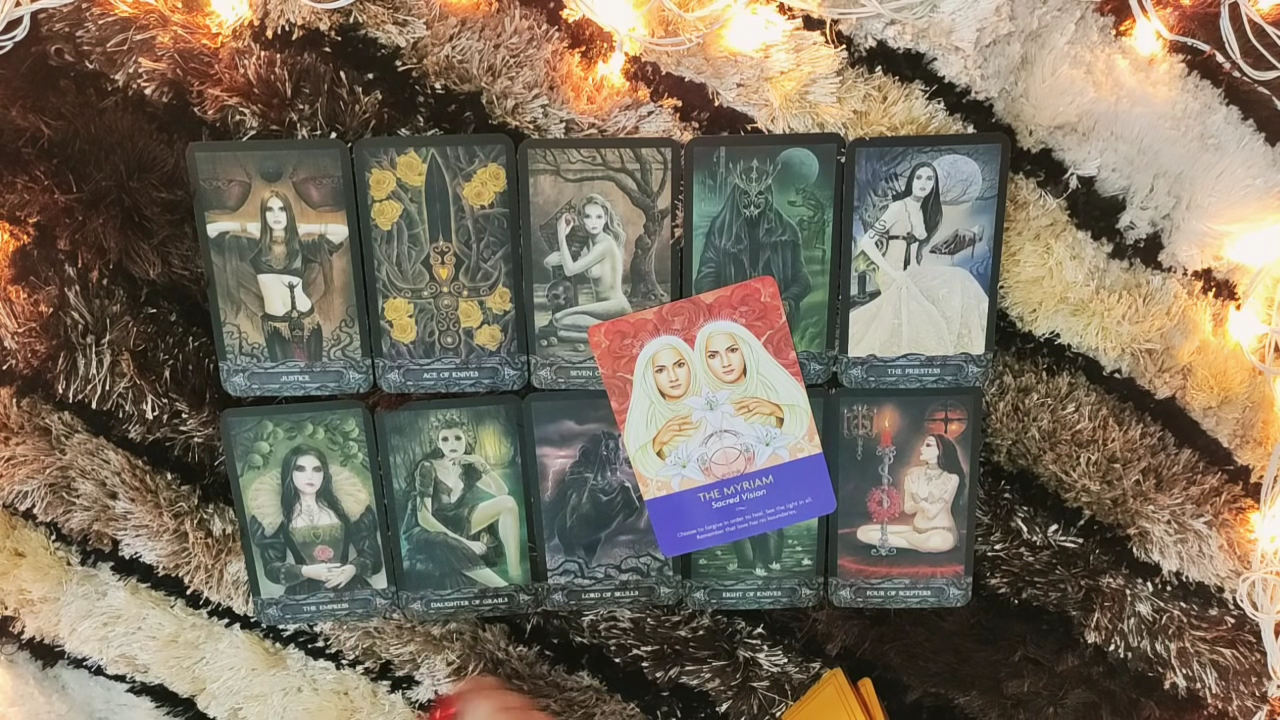 JUSTICE
ACE OF KNIVES
SEVEN O
THE PRIESTESS
THE MYRIAM
Sacred Vision
Choose to forgive in order to heal. See the light in all.
Remember that love has no boundaries.
THE EMPRESS
DAUGHTER OF GRAILS
LORD OF SKULLS
EIGHT OF KNIVES
FOUR OF SCEPTERS